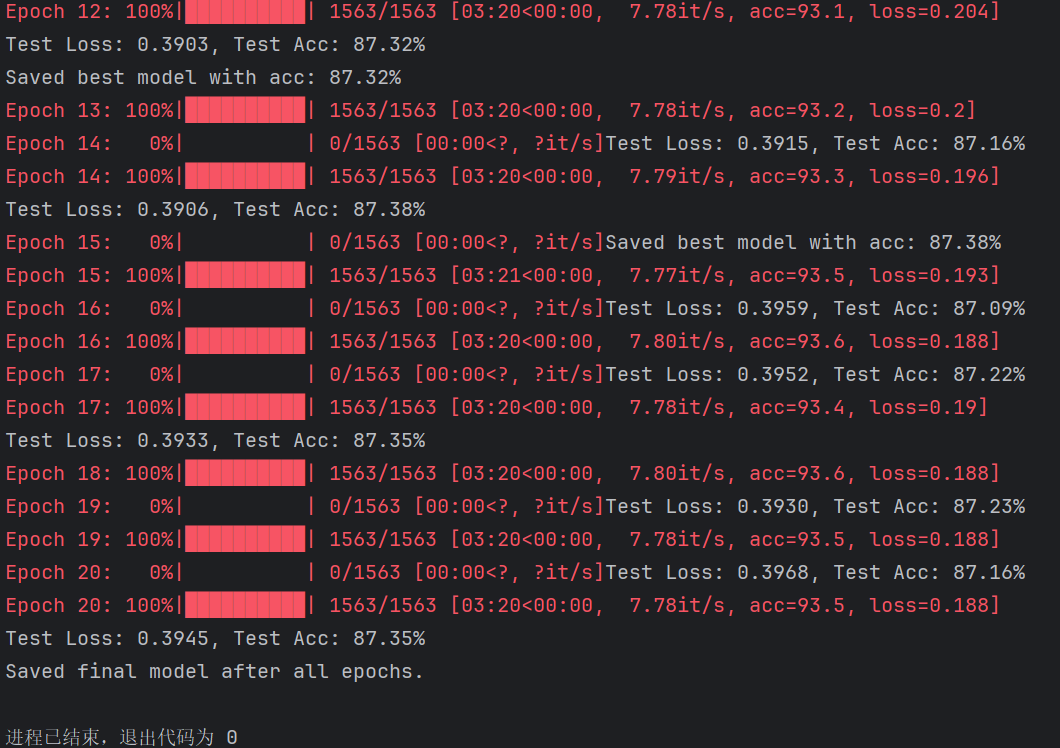 Epoch 12: 100%|██████████| 1563/1563 [03:20<00:00,  7.78it/s, acc=93.1, loss=0.204]
Test Loss: 0.3903, Test Acc: 87.32%
Saved best model with acc: 87.32%
Epoch 13: 100%|██████████| 1563/1563 [03:20<00:00,  7.78it/s, acc=93.2, loss=0.2]
Epoch 14:   0%|          | 0/1563 [00:00<?, ?it/s]Test Loss: 0.3915, Test Acc: 87.16%
Epoch 14: 100%|██████████| 1563/1563 [03:20<00:00,  7.79it/s, acc=93.3, loss=0.196]
Test Loss: 0.3906, Test Acc: 87.38%
Epoch 15:   0%|          | 0/1563 [00:00<?, ?it/s]Saved best model with acc: 87.38%
Epoch 15: 100%|██████████| 1563/1563 [03:21<00:00,  7.77it/s, acc=93.5, loss=0.193]
Epoch 16:   0%|          | 0/1563 [00:00<?, ?it/s]Test Loss: 0.3959, Test Acc: 87.09%
Epoch 16: 100%|██████████| 1563/1563 [03:20<00:00,  7.80it/s, acc=93.6, loss=0.188]
Epoch 17:   0%|          | 0/1563 [00:00<?, ?it/s]Test Loss: 0.3952, Test Acc: 87.22%
Epoch 17: 100%|██████████| 1563/1563 [03:20<00:00,  7.78it/s, acc=93.4, loss=0.19]
Test Loss: 0.3933, Test Acc: 87.35%
Epoch 18: 100%|██████████| 1563/1563 [03:20<00:00,  7.80it/s, acc=93.6, loss=0.188]
Epoch 19:   0%|          | 0/1563 [00:00<?, ?it/s]Test Loss: 0.3930, Test Acc: 87.23%
Epoch 19: 100%|██████████| 1563/1563 [03:20<00:00,  7.78it/s, acc=93.5, loss=0.188]
Epoch 20:   0%|          | 0/1563 [00:00<?, ?it/s]Test Loss: 0.3968, Test Acc: 87.16%
Epoch 20: 100%|██████████| 1563/1563 [03:20<00:00,  7.78it/s, acc=93.5, loss=0.188]
Test Loss: 0.3945, Test Acc: 87.35%
Saved final model after all epochs.
进程已结束，退出代码为 0